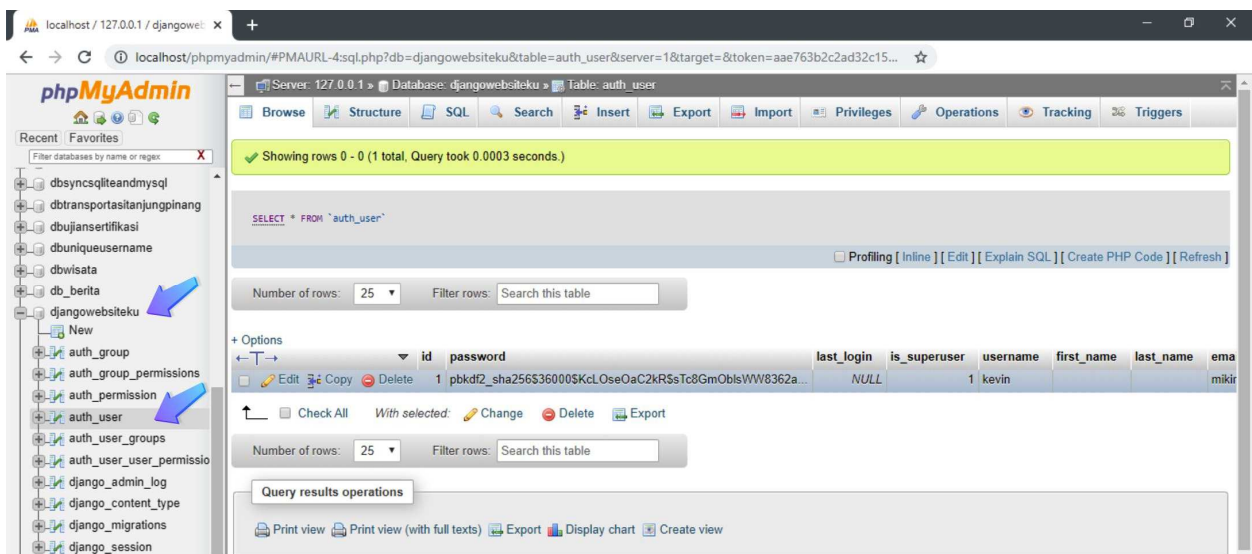 localhost / 127.0.0.1 / djangoweb
localhost/phpmyadmin/#PMAURL-4:sql.php?db=djangowebsiteku&table=auth_user&server=1&target=&token=aae763b2c2ad32c15...
phpMyAdmin
Recent Favorites
Filter databases by name or regex X
dbsyncsqliteandmysql
dbtransportasitanjungpinang
dbujiansertifikasi
dbuniqueusername
dbwisata
db_berita
djangowebsiteku
New
auth_group
auth_group_permissions
auth_permission
auth_user
auth_user_groups
auth_user_user_permissio
django_admin_log
django_content_type
django_migrations
django_session
Server: 127.0.0.1 » Database: djangowebsiteku » Table: auth_user
Browse Structure SQL Search Insert Export Import Privileges Operations Tracking Triggers
Showing rows 0 - 0 (1 total, Query took 0.0003 seconds.)
SELECT * FROM `auth_user`
Profiling [ Inline ] [ Edit ] [ Explain SQL ] [ Create PHP Code ] [ Refresh ]
Number of rows: 25 Filter rows: Search this table
+ Options
id password last_login is_superuser username first_name last_name ema
Edit Copy Delete 1 pbkdf2_sha256$36000$KcLOseOaC2kR$sTc8GmOblsWW8362a... NULL 1 kevin mikir
Check All With selected: Change Delete Export
Number of rows: 25 Filter rows: Search this table
Query results operations
Print view Print view (with full texts) Export Display chart Create view